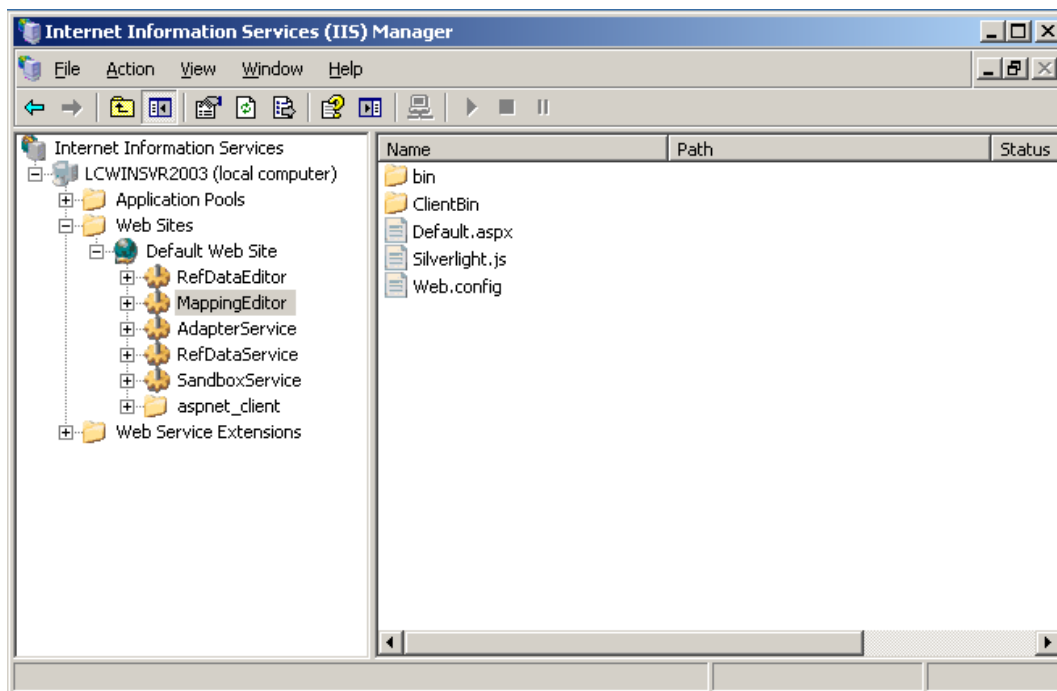 Internet Information Services (IIS) Manager
File Action View Window Help
Internet Information Services
LCWINSVR2003 (local computer)
Application Pools
Web Sites
Default Web Site
RefDataEditor
MappingEditor
AdapterService
RefDataService
SandboxService
aspnet_client
Web Service Extensions
Name Path Status
bin
ClientBin
Default.aspx
Silverlight.js
Web.config